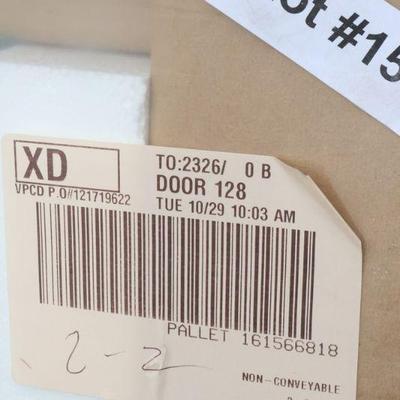 #15
XD
TO:2326/ 0 B
VPCD P.O#121719622
DOOR 128
TUE 10/29 10:03 AM
PALLET 161566818
2-2
NON-CONVEYABLE